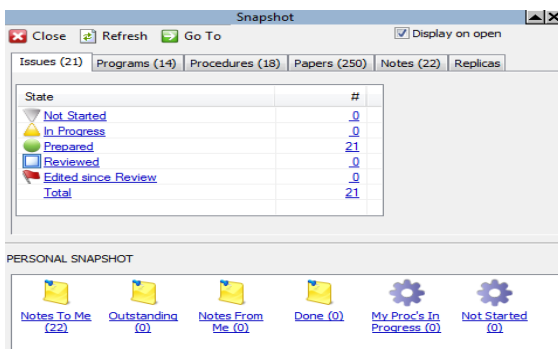 Snapshot
Close Refresh Go To Display on open
Issues (21) Programs (14) Procedures (18) Papers (250) Notes (22) Replicas
State #
Not Started 0
In Progress 0
Prepared 21
Reviewed 0
Edited since Review 0
Total 21
PERSONAL SNAPSHOT
Notes To Me Outstanding Notes From Done (0) My Proc's In Not Started
(22) (0) Me (0) Progress (0) (0)